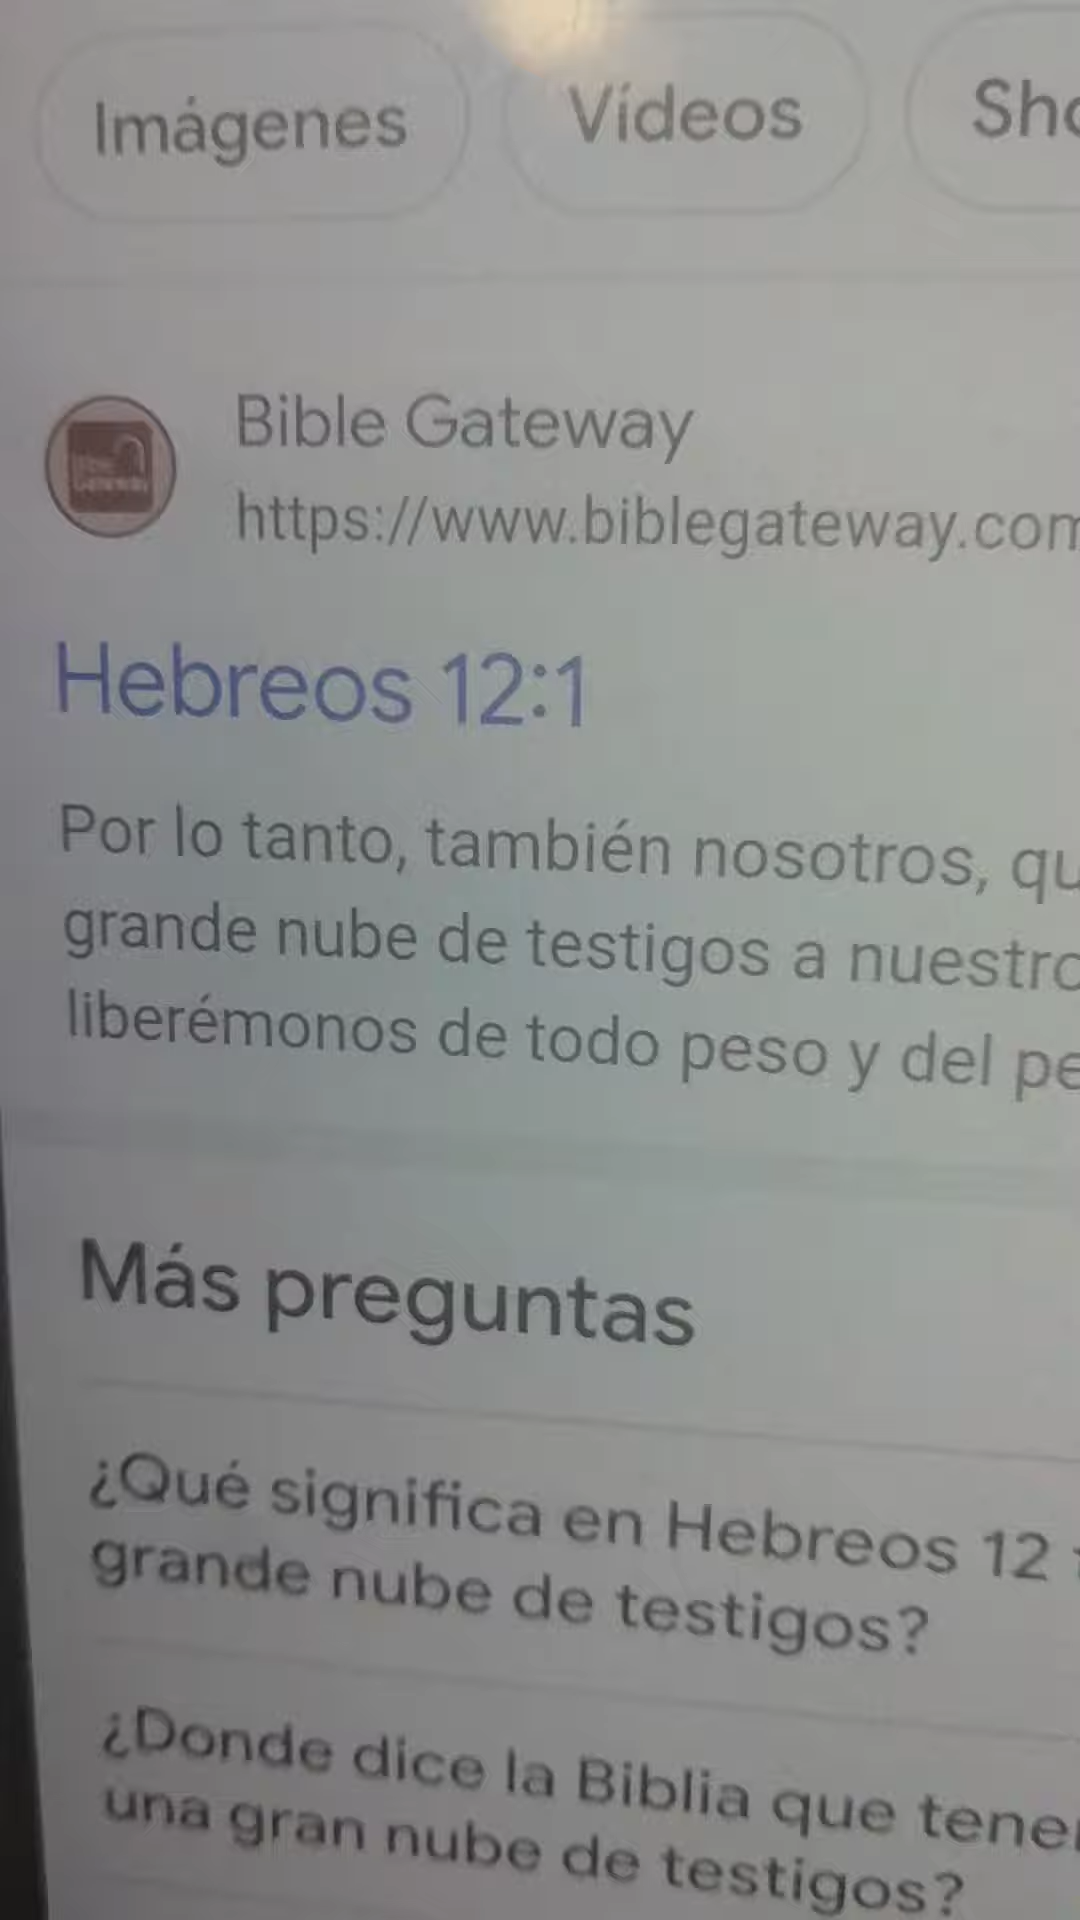 Imágenes Vídeos
Bible Gateway
https://www.biblegateway.com
Hebreos 12:1
Por lo tanto, también nosotros,
grande nube de testigos a
liberémonos de todo peso y del
Más preguntas
¿Qué significa en Hebreos 12
grande nube de testigos?
¿Donde dice la Biblia que
una gran nube de testigos?